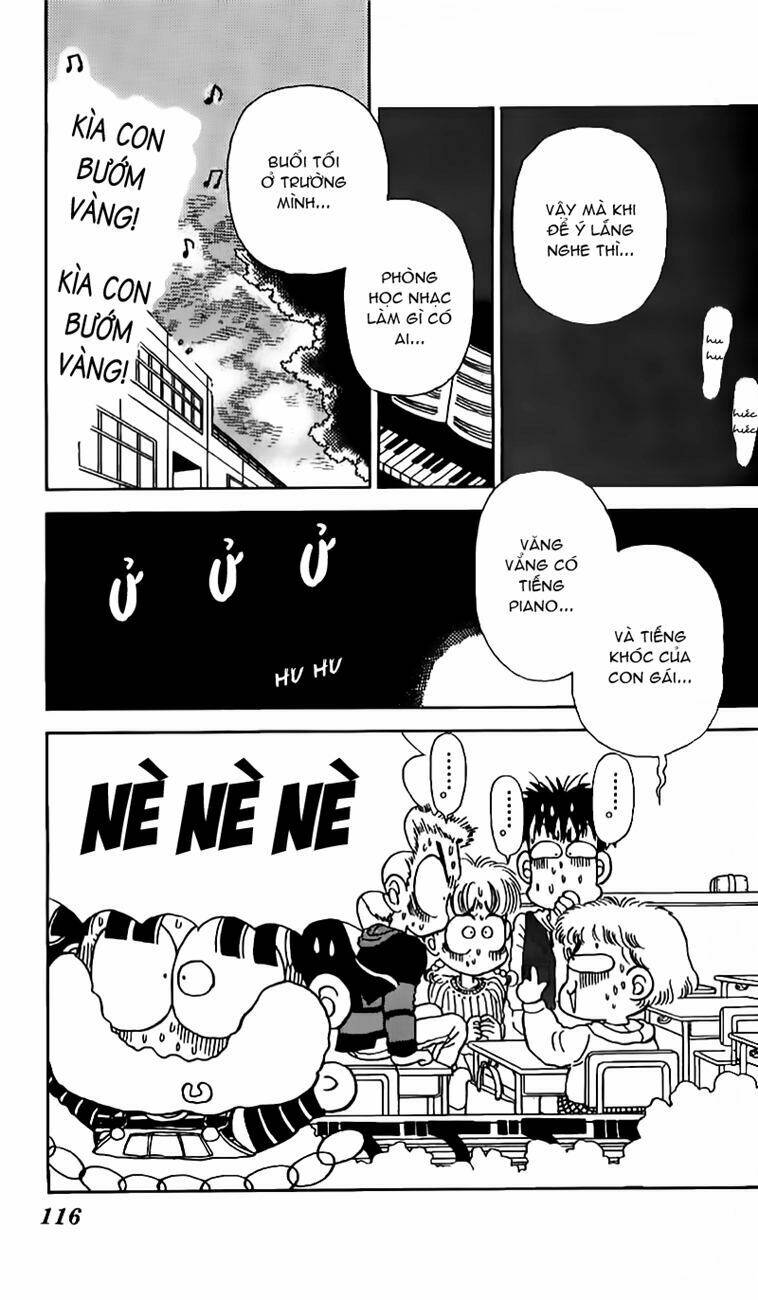 KÌA CON
BƯỚM
VÀNG!
KÌA CON
BƯỚM
VÀNG!
BUỔI TỐI
Ở TRƯỜNG
MÌNH...
PHÒNG
HỌC NHẠC
LÀM GÌ CÓ
AI...
VẬY MÀ KHI
ĐỂ Ý LẮNG
NGHE THÌ...
hu
hu
hức
hức
Ử Ử Ử
HU HU
VĂNG
VẲNG CÓ
TIẾNG
PIANO...
VÀ TIẾNG
KHÓC CỦA
CON GÁI...
NÈ NÈ NÈ
116